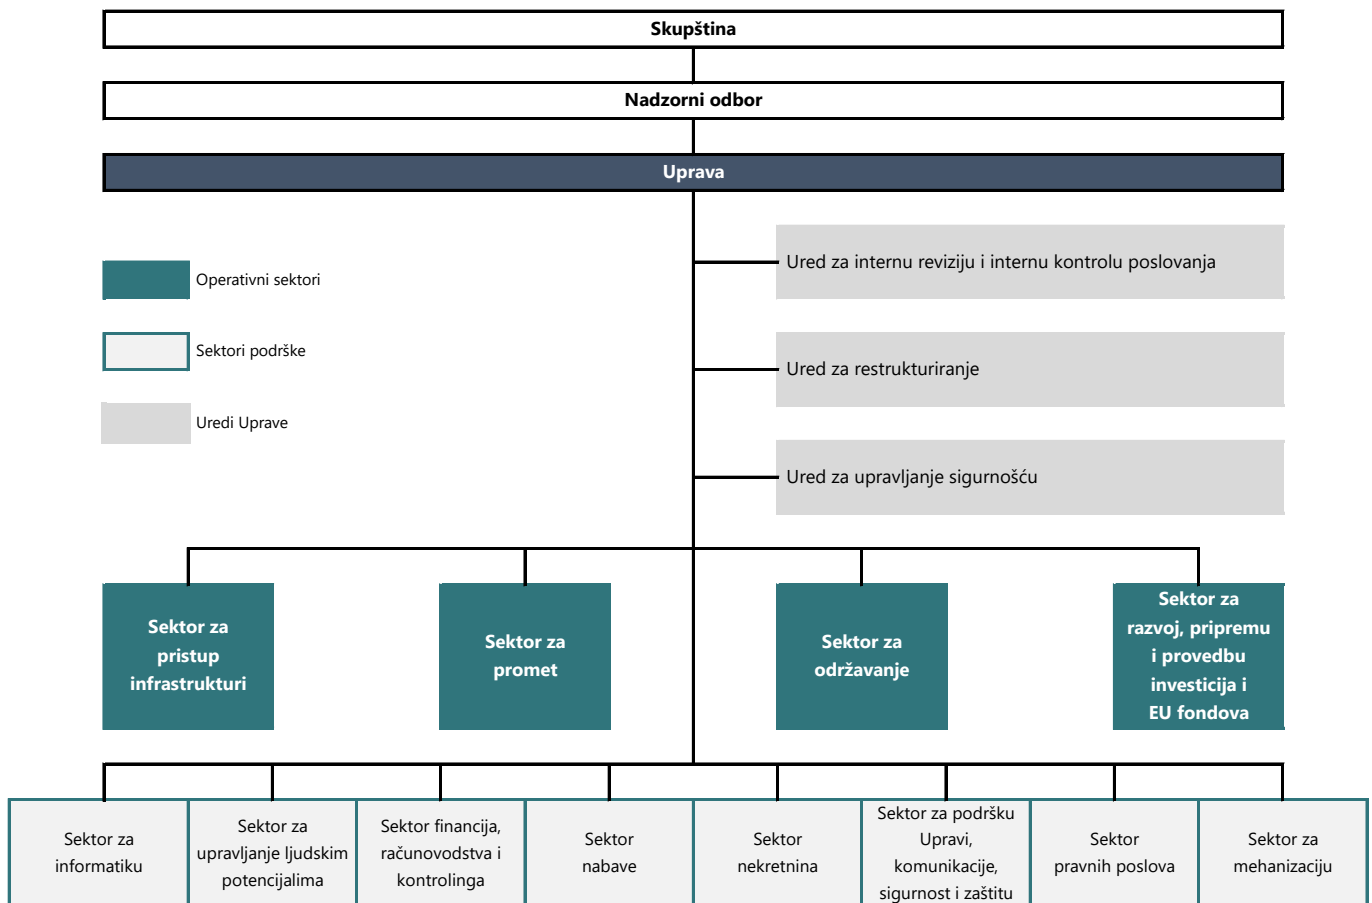 Skupština
Nadzorni odbor
Uprava
Ured za internu reviziju i internu kontrolu poslovanja
Operativni sektori
Sektori podrške
Ured za restrukturiranje
Uredi Uprave
Ured za upravljanje sigurnošću
Sektor za
pristup
infrastrukturi
Sektor za
promet
Sektor za
održavanje
Sektor za
razvoj, pripremu
i provedbu
investicija i
EU fondova
Sektor za
informatiku
Sektor za
upravljanje ljudskim
potencijalima
Sektor financija,
računovodstva i
kontrolinga
Sektor
nabave
Sektor
nekretnina
Sektor za podršku
Upravi,
komunikacije,
sigurnost i zaštitu
Sektor
pravnih poslova
Sektor za
mehanizaciju